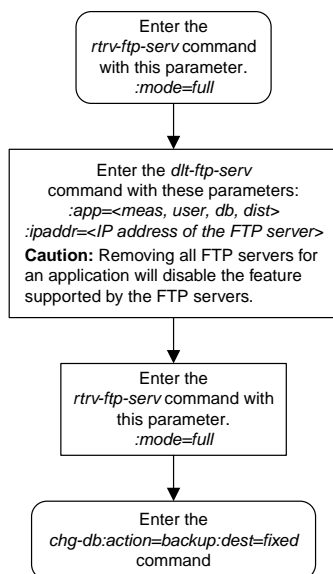 Enter the
rtrv-ftp-serv command
with this parameter.
:mode=full
Enter the dlt-ftp-serv
command with these parameters:
:app=<meas, user, db, dist>
:ipaddr=<IP address of the FTP server>
Caution: Removing all FTP servers for
an application will disable the feature
supported by the FTP servers.
Enter the
rtrv-ftp-serv command with
this parameter.
:mode=full
Enter the
chg-db:action=backup:dest=fixed
command